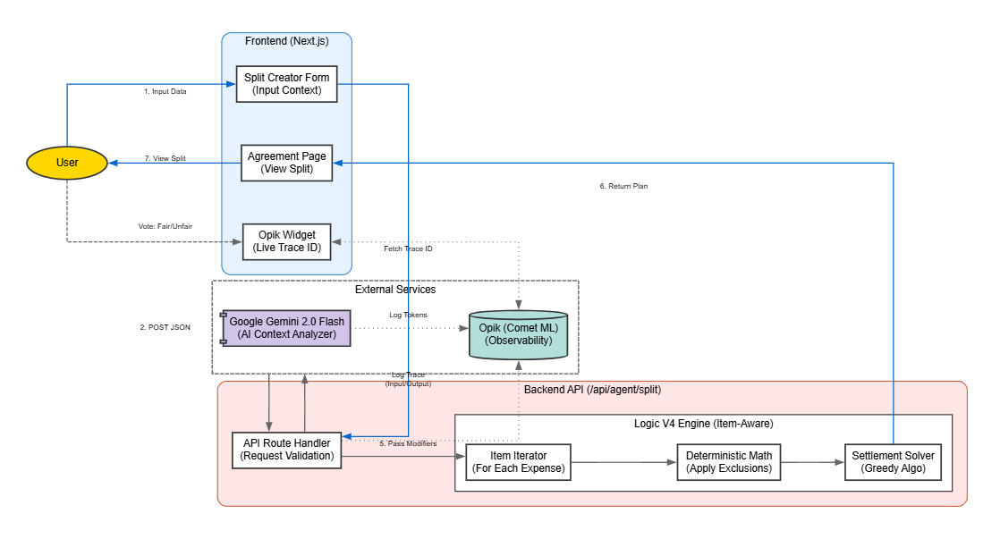 Frontend (Next.js)
Split Creator Form
(Input Context)
1. Input Data
Agreement Page
(View Split)
User
7. View Split
6. Return Plan
Vote: Fair/Unfair
Opik Widget
(Live Trace ID)
Fetch Trace ID
External Services
Google Gemini 2.0 Flash
(AI Context Analyzer)
Log Tokens
Opik (Comet ML)
(Observability)
2. POST JSON
Log Trace
(Input/Output)
Backend API (/api/agent/split)
Logic V4 Engine (Item-Aware)
API Route Handler
(Request Validation)
5. Pass Modifiers
Item Iterator
(For Each Expense)
Deterministic Math
(Apply Exclusions)
Settlement Solver
(Greedy Algo)